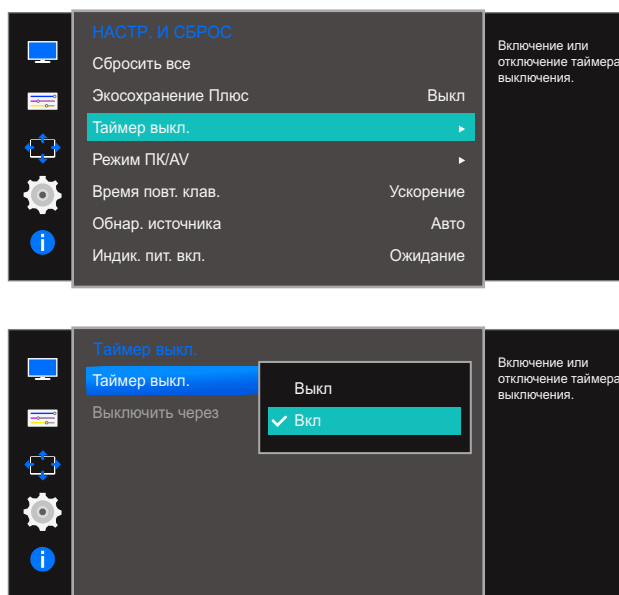 НАСТР. И СБРОС
Сбросить все
Экосохранение Плюс Выкл
Таймер выкл.
Режим ПК/AV
Время повт. клав. Ускорение
Обнар. источника Авто
Индик. пит. вкл. Ожидание
Включение или
отключение таймера
выключения.
Таймер выкл.
Таймер выкл.
Выключить через
Выкл
Вкл
Включение или
отключение таймера
выключения.